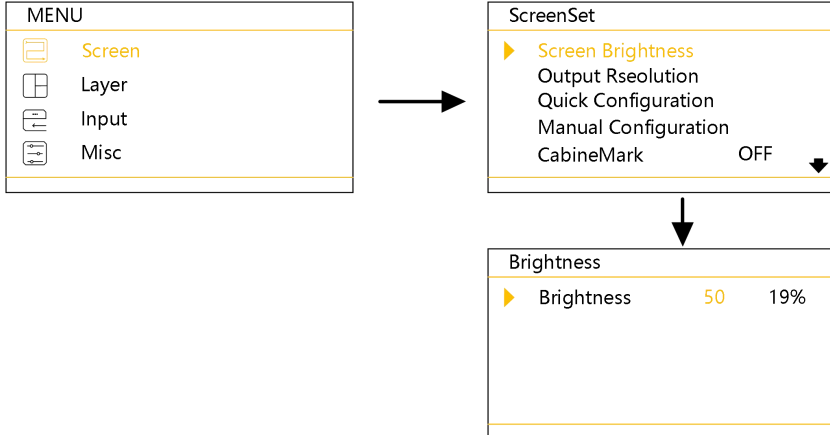 MENU
Screen
Layer
Input
Misc
ScreenSet
Screen Brightness
Output Rseolution
Quick Configuration
Manual Configuration
CabineMark OFF
Brightness
Brightness 50 19%